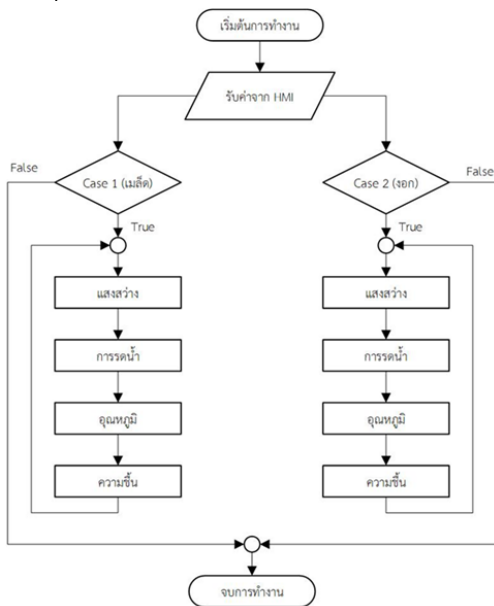 เริ่มต้นการทำงาน
รับค่าจาก HMI
False
Case 1 (เมล็ด)
True
แสงสว่าง
การรดน้ำ
อุณหภูมิ
ความชื้น
Case 2 (งอก)
False
True
แสงสว่าง
การรดน้ำ
อุณหภูมิ
ความชื้น
จบการทำงาน